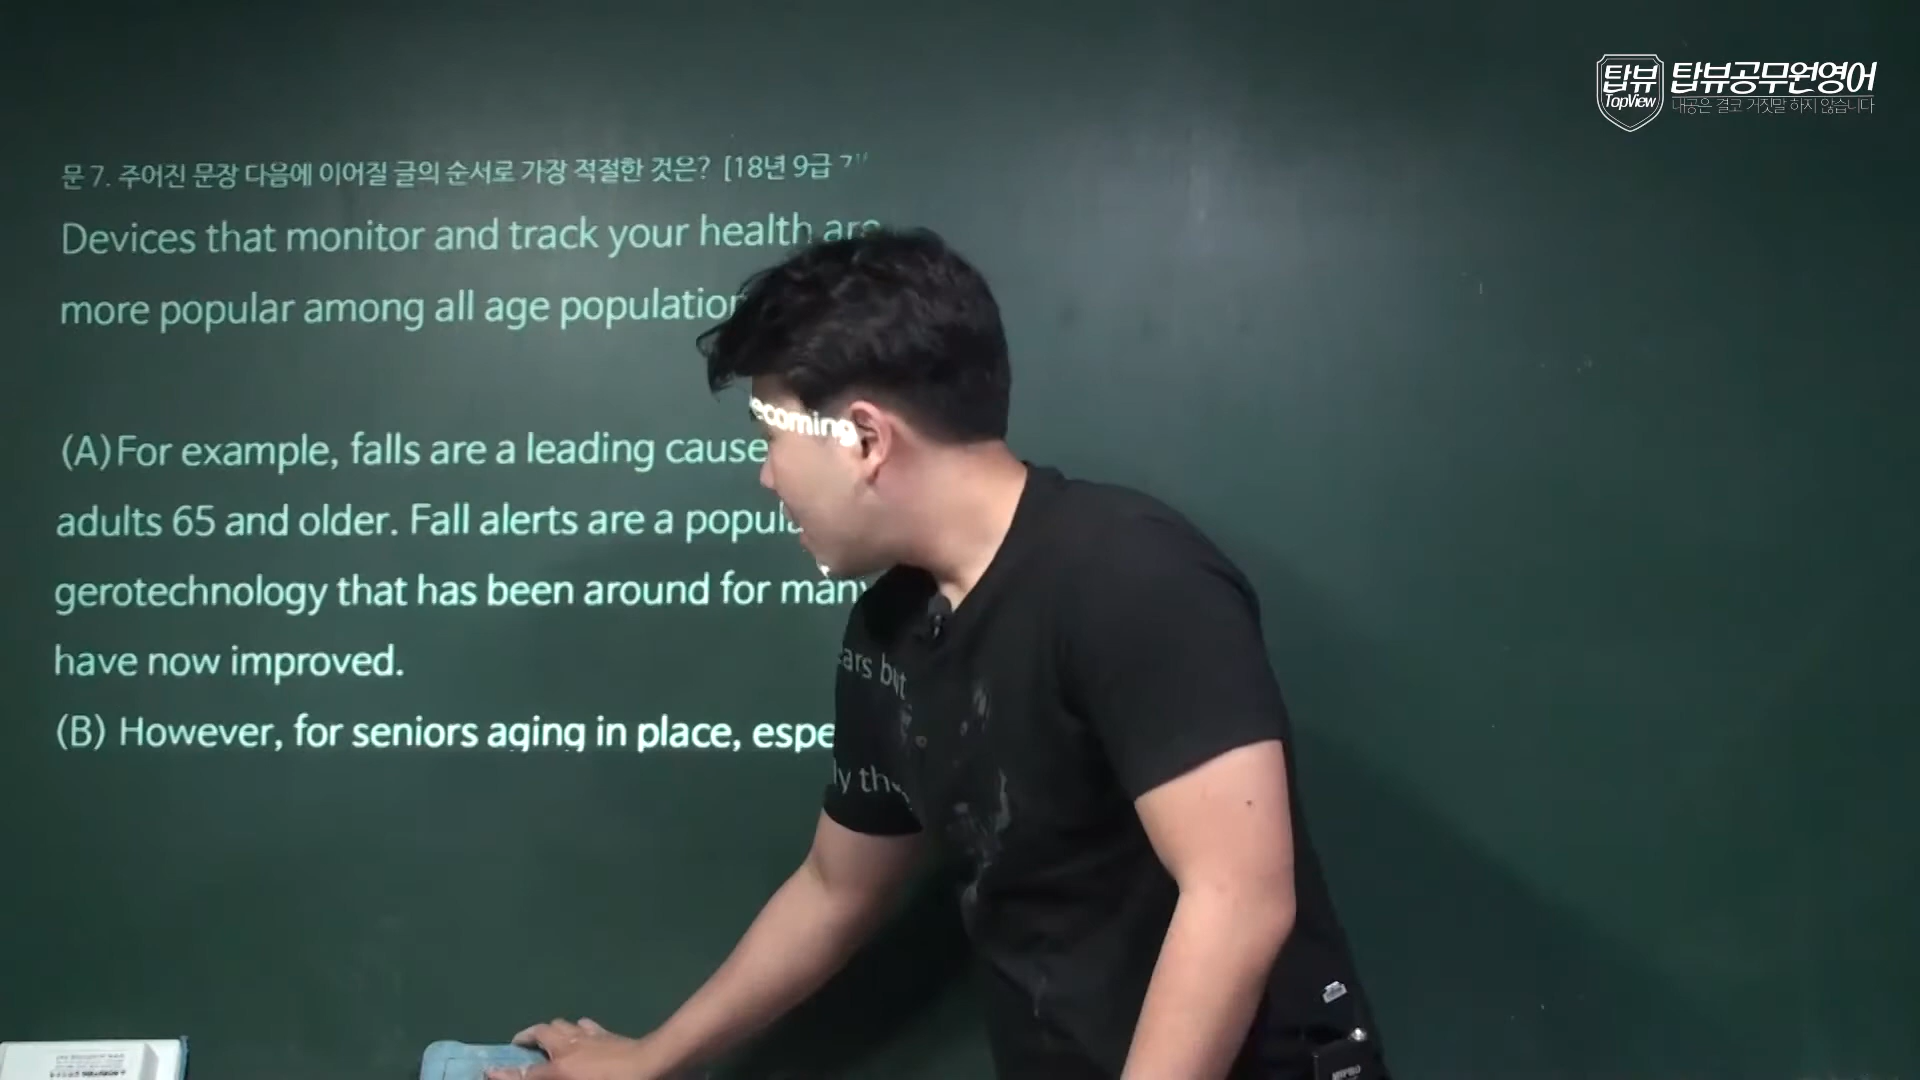 탑뷰
TopView
탑뷰공무원영어
내공은 결코 거짓말 하지 않습니다
문 7. 주어진 문장 다음에 이어질 글의 순서로 가장 적절한 것은? [18년 9급
Devices that monitor and track your health are
ecoming
more popular among all age population
(A)For example, falls are a leading cause
adults 65 and older. Fall alerts are a popula
gerotechnology that has been around for many
ears but
have now improved.
(B) However, for seniors aging in place, espe
ly the
MIPRO